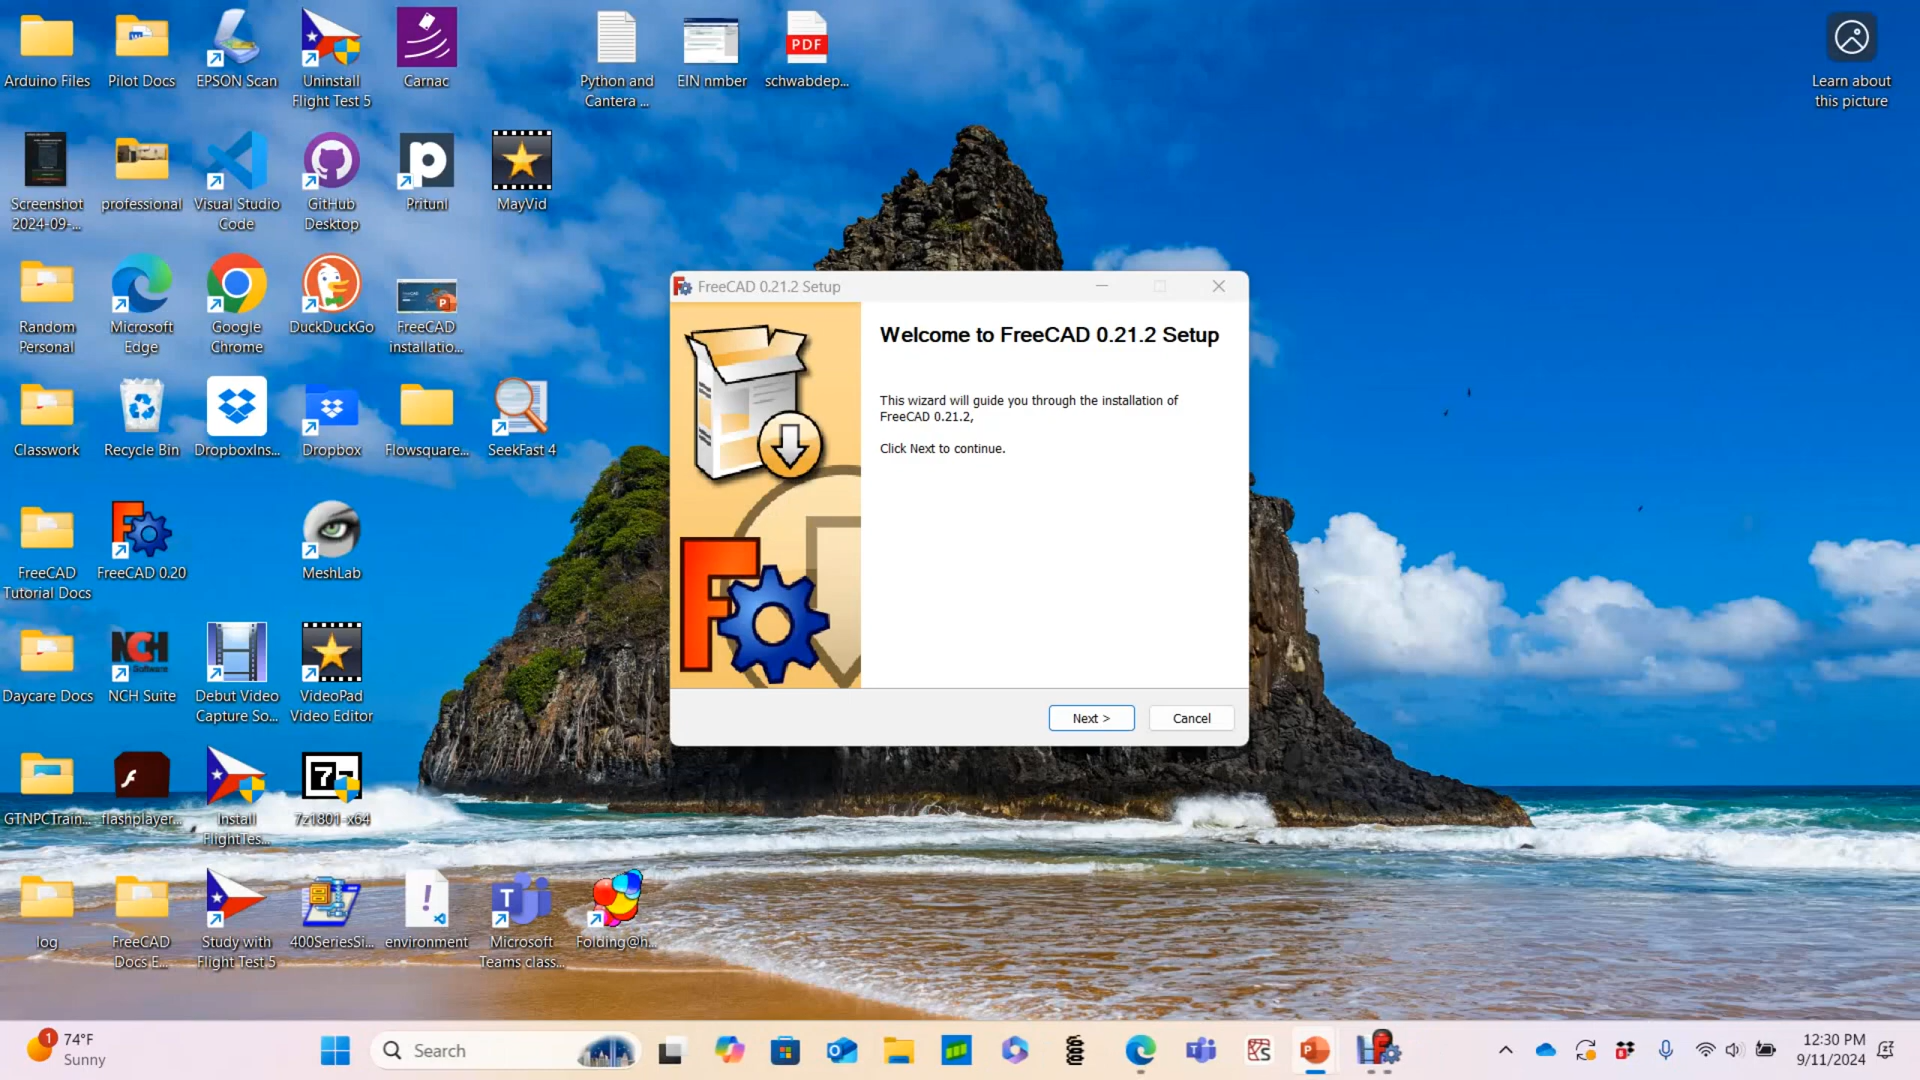 Arduino Files
Pilot Docs
EPSON Scan
Uninstall
Flight Test 5
Carnac
Python and
Cantera ...
EIN nmber
PDF
schwabdep...
Learn about
this picture
Screenshot
2024-09-...
professional
Visual Studio
Code
GitHub
Desktop
Pritunl
MayVid
Random
Personal
Microsoft
Edge
Google
Chrome
DuckDuckGo
FreeCAD
installatio...
Classwork
Recycle Bin
DropboxIns...
Dropbox
Flowsquare...
SeekFast 4
FreeCAD
Tutorial Docs
FreeCAD 0.20
MeshLab
Daycare Docs
NCH
Software
NCH Suite
Debut Video
Capture So...
VideoPad
Video Editor
GTNPCTrain...
flashplayer...
Install
FlightTes...
7z1801-x64
log
FreeCAD
Docs E...
Study with
Flight Test 5
400SeriesSi...
environment
Microsoft
Teams class...
Folding@h...
FreeCAD 0.21.2 Setup
Welcome to FreeCAD 0.21.2 Setup
This wizard will guide you through the installation of
FreeCAD 0.21.2,
Click Next to continue.
Next >
Cancel
1
74°F
Sunny
Search
12:30 PM
9/11/2024